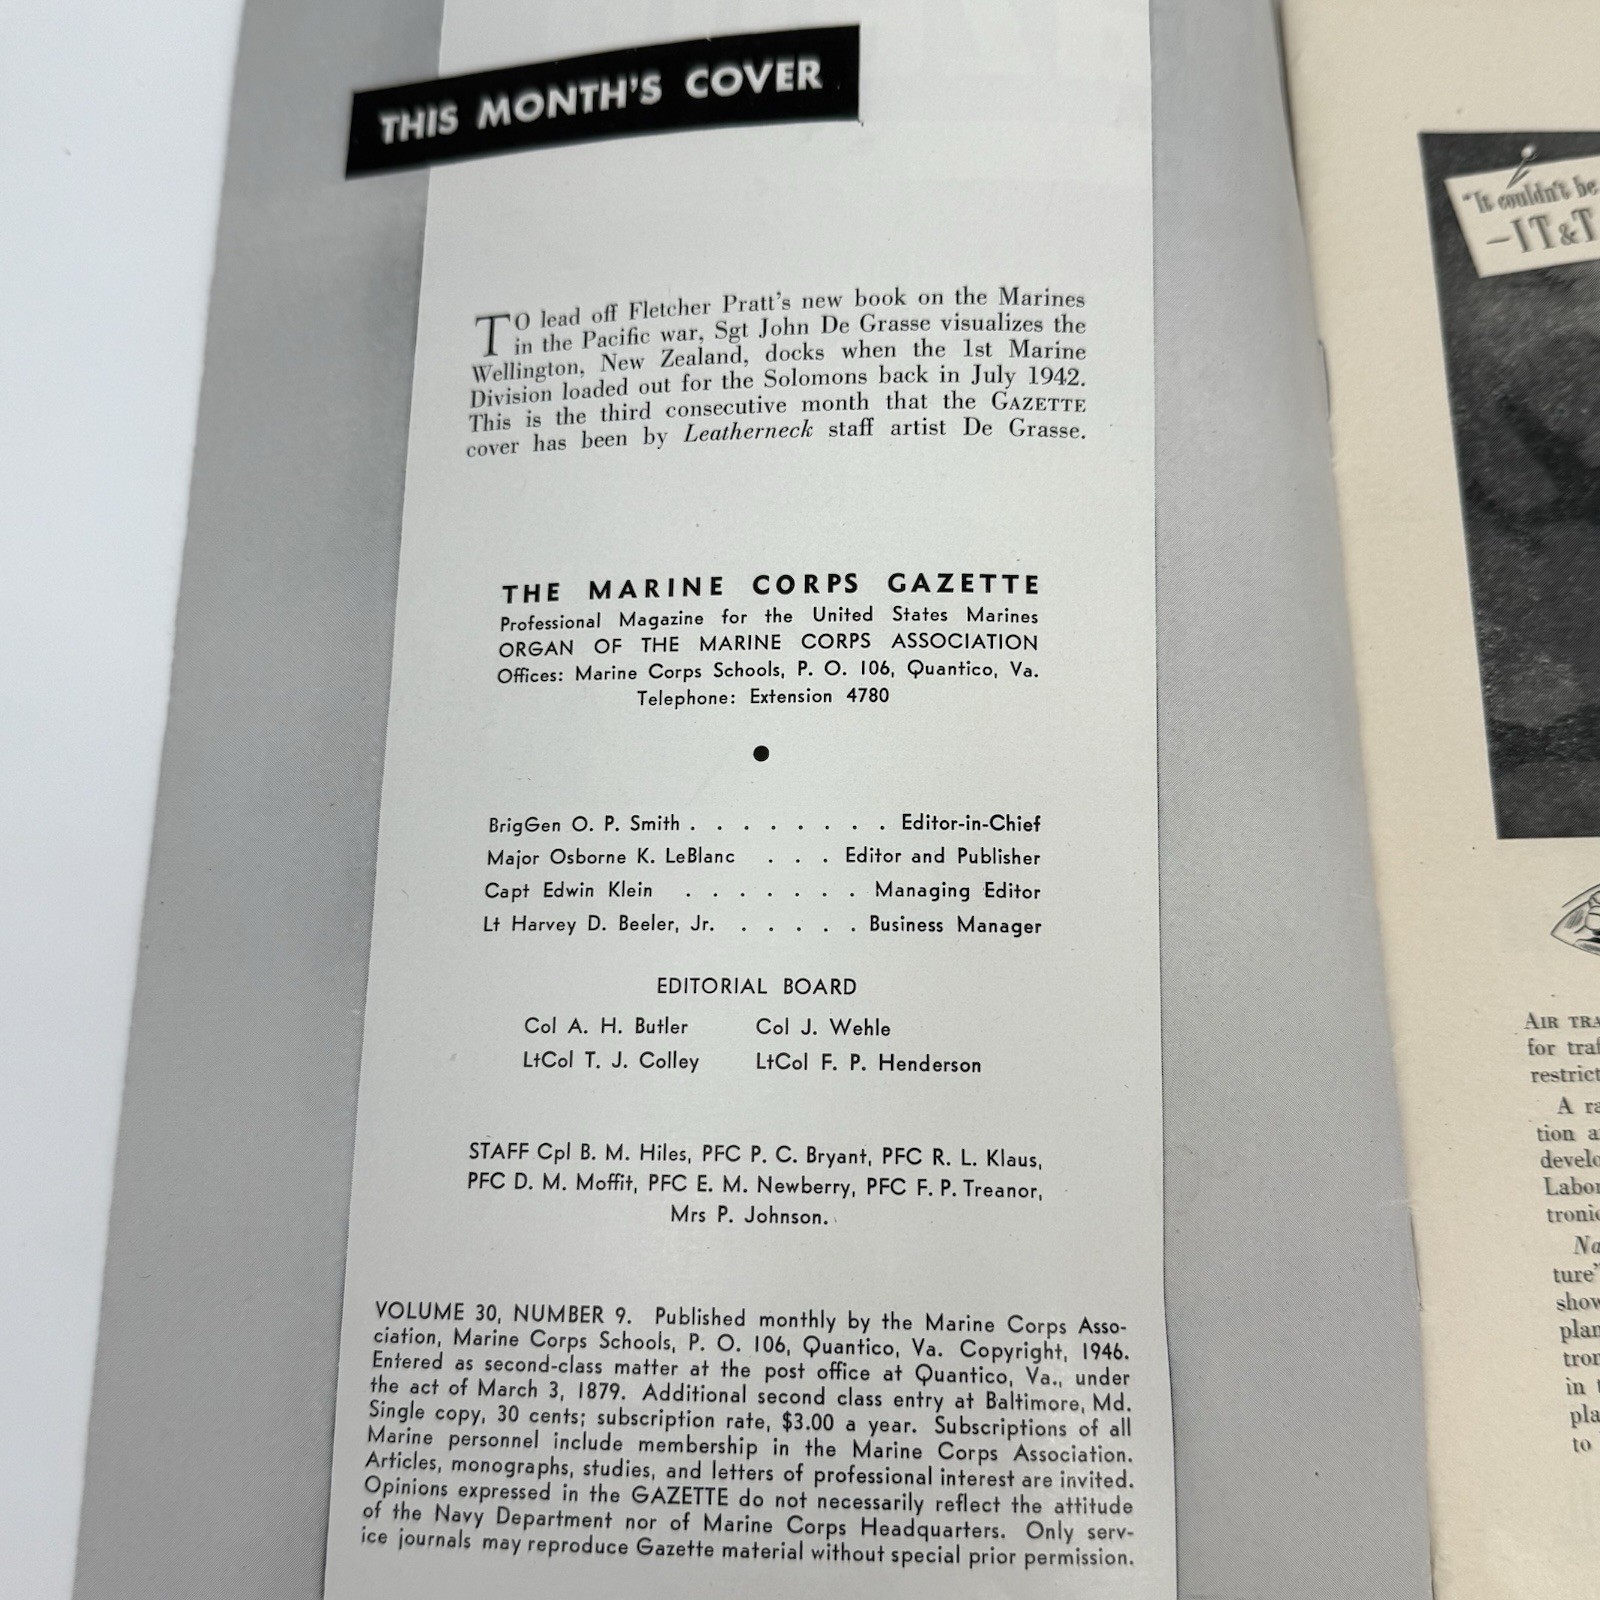 THIS MONTH'S COVER
TO lead off Fletcher Pratt's new book on the Marines
in the Pacific war, Sgt John De Grasse visualizes the
Wellington, New Zealand, docks when the 1st Marine
Division loaded out for the Solomons back in July 1942.
This is the third consecutive month that the GAZETTE
cover has been by Leatherneck staff artist De Grasse.
THE MARINE CORPS GAZETTE
Professional Magazine for the United States Marines
ORGAN OF THE MARINE CORPS ASSOCIATION
Offices: Marine Corps Schools, P. O. 106, Quantico, Va.
Telephone: Extension 4780
BrigGen O. P. Smith . . . . . . . . Editor-in-Chief
Major Osborne K. LeBlanc . . . Editor and Publisher
Capt Edwin Klein . . . . . . . Managing Editor
Lt Harvey D. Beeler, Jr. . . . . . Business Manager
EDITORIAL BOARD
Col A. H. Butler Col J. Wehle
LtCol T. J. Colley LtCol F. P. Henderson
STAFF Cpl B. M. Hiles, PFC P. C. Bryant, PFC R. L. Klaus,
PFC D. M. Moffit, PFC E. M. Newberry, PFC F. P. Treanor,
Mrs P. Johnson.
VOLUME 30, NUMBER 9. Published monthly by the Marine Corps Asso-
ciation, Marine Corps Schools, P. O. 106, Quantico, Va. Copyright, 1946.
Entered as second-class matter at the post office at Quantico, Va., under
the act of March 3, 1879. Additional second class entry at Baltimore, Md.
Single copy, 30 cents; subscription rate, $3.00 a year. Subscriptions of all
Marine personnel include membership in the Marine Corps Association.
Articles, monographs, studies, and letters of professional interest are invited.
Opinions expressed in the GAZETTE do not necessarily reflect the attitude
of the Navy Department nor of Marine Corps Headquarters. Only serv-
ice journals may reproduce Gazette material without special prior permission.
"It couldn't be
—IT&T
AIR
for
A
tion
in
to